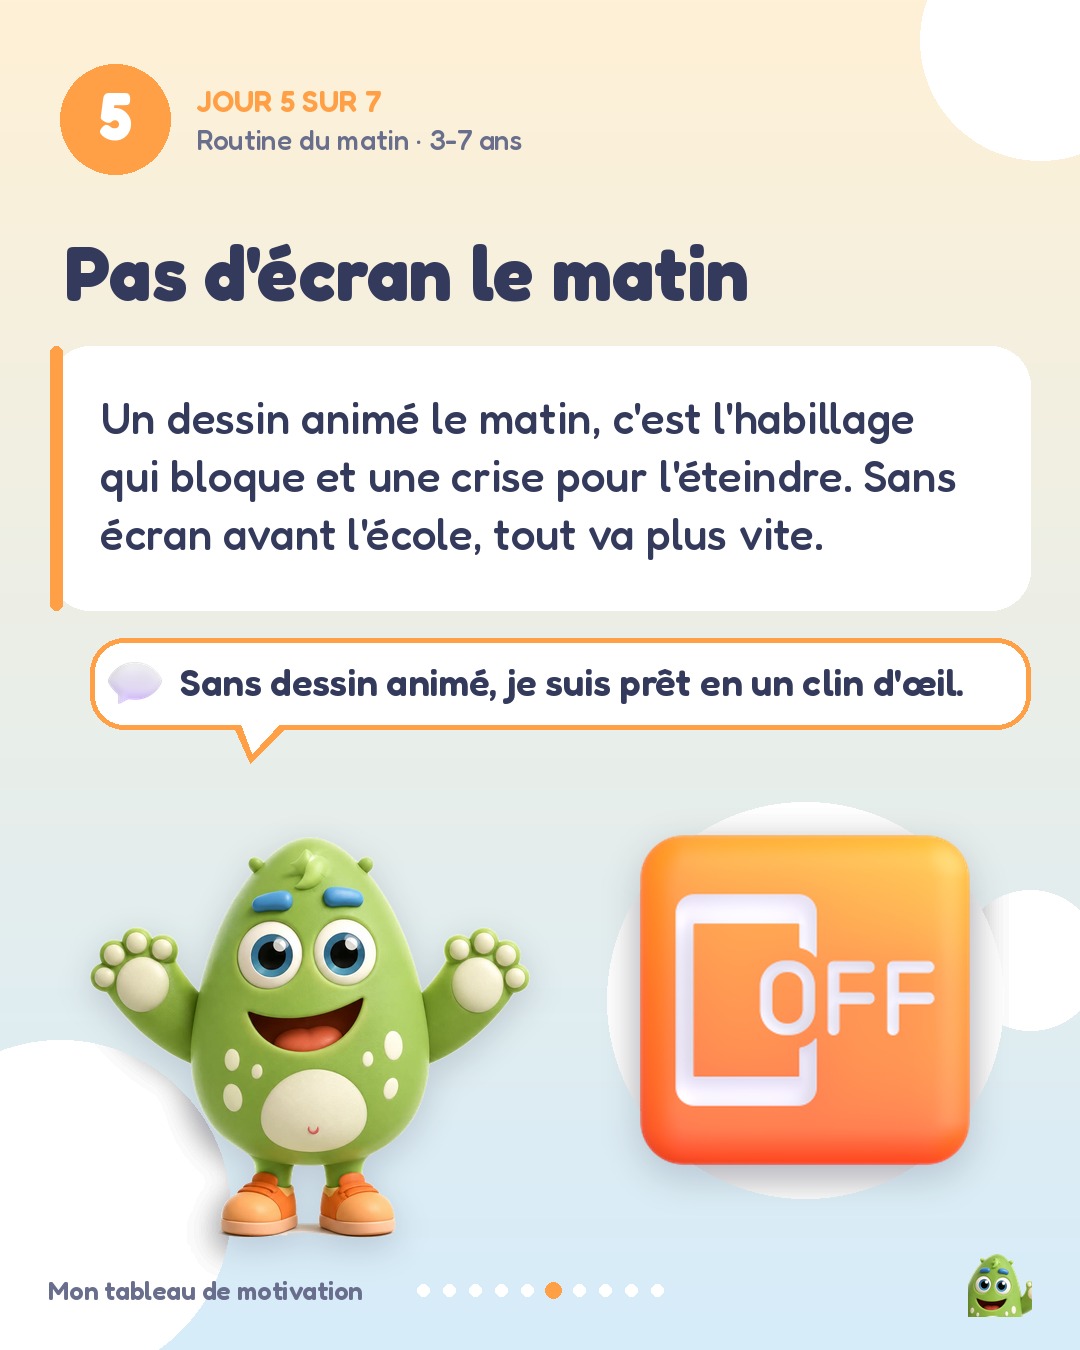 5
JOUR 5 SUR 7
Routine du matin · 3-7 ans
Pas d'écran le matin
Un dessin animé le matin, c'est l'habillage
qui bloque et une crise pour l'éteindre. Sans
écran avant l'école, tout va plus vite.
Sans dessin animé, je suis prêt en un clin d'œil.
OFF
Mon tableau de motivation